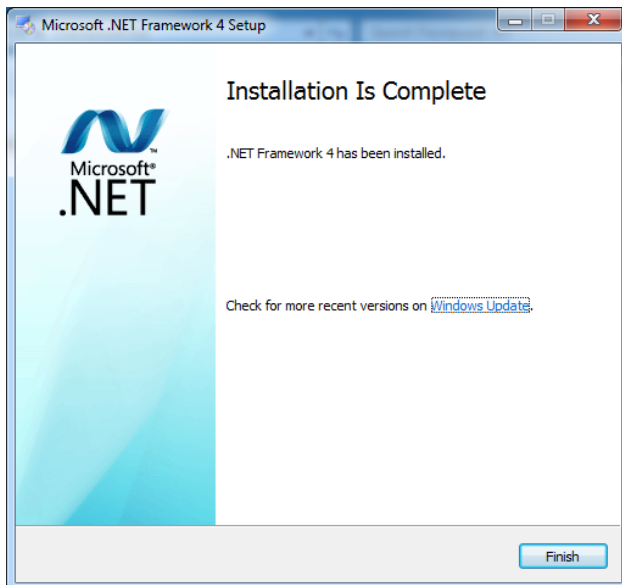 Microsoft .NET Framework 4 Setup
Installation Is Complete
.NET Framework 4 has been installed.
Microsoft®
.NET
Check for more recent versions on Windows Update.
Finish